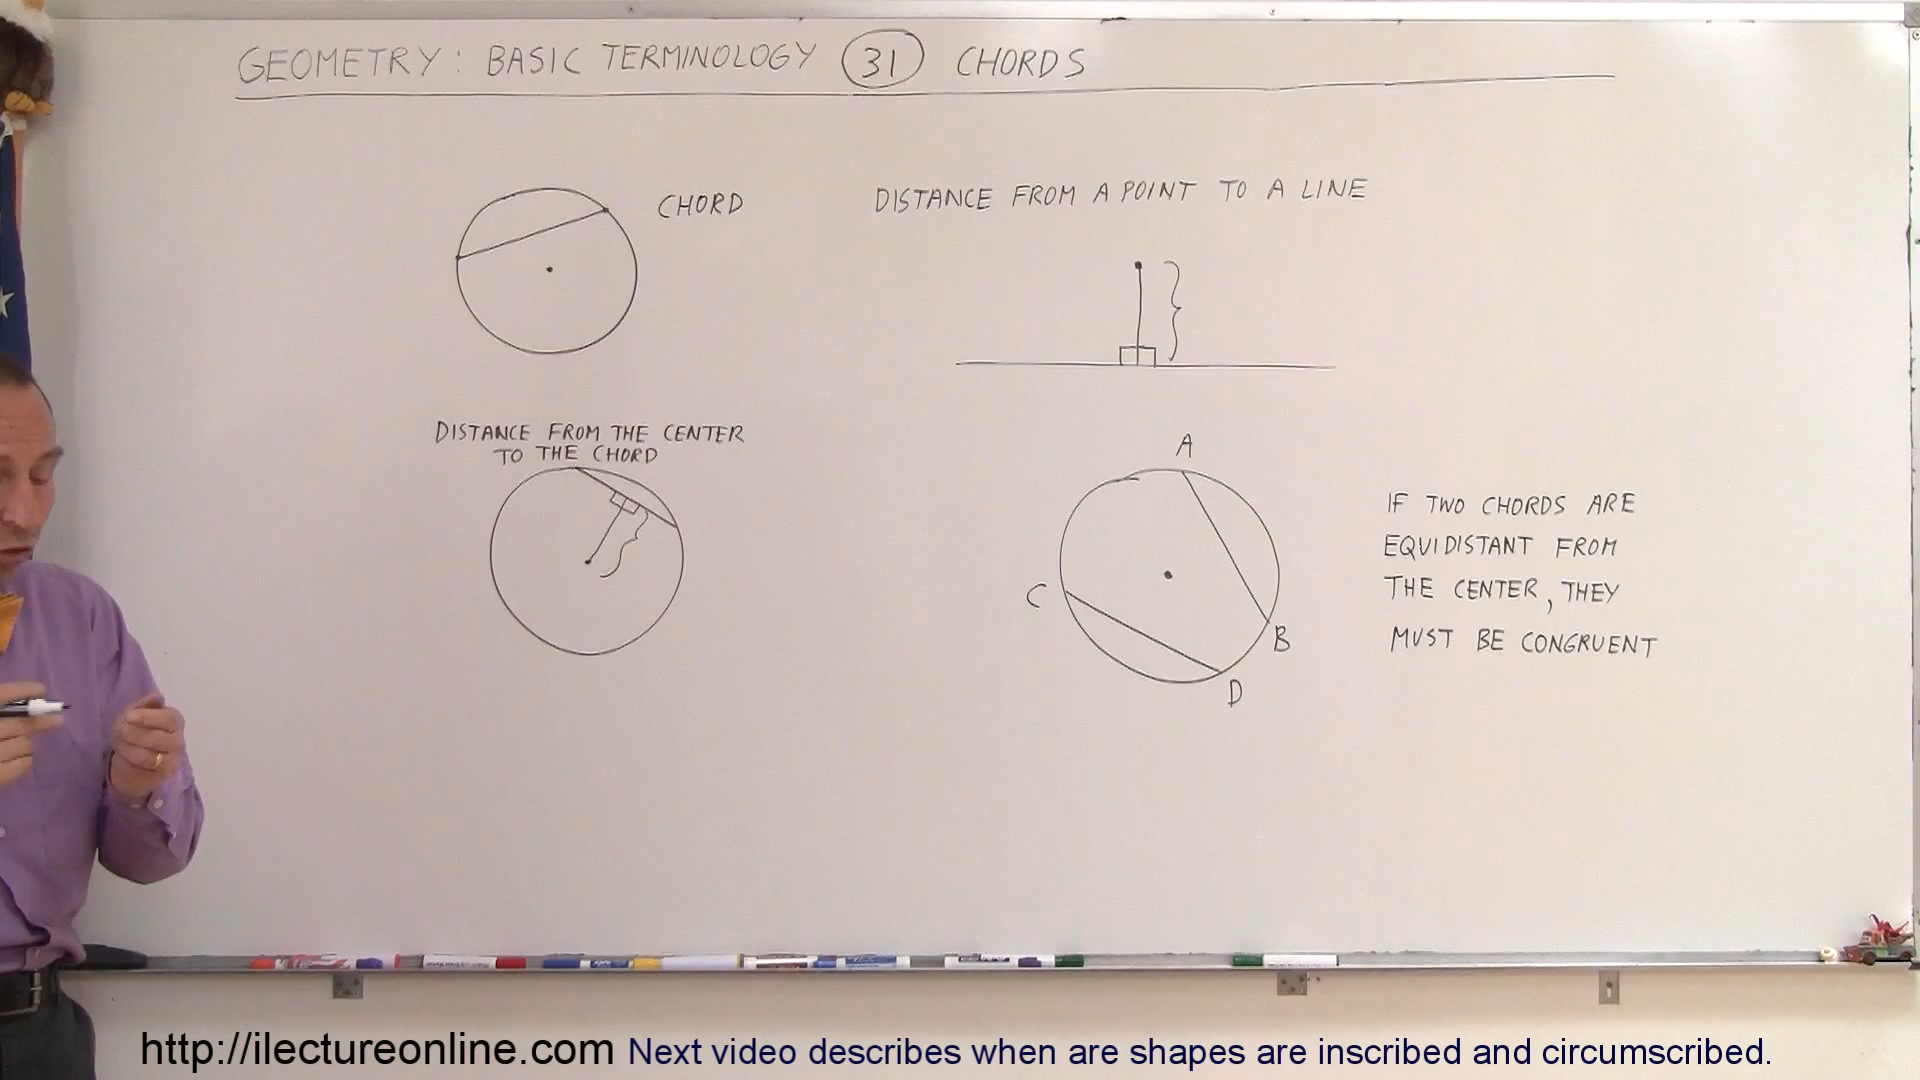 GEOMETRY: BASIC TERMINOLOGY 31 CHORDS
CHORD
DISTANCE FROM A POINT TO A LINE
DISTANCE FROM THE CENTER
TO THE CHORD
A
C
B
D
IF TWO CHORDS ARE
EQUIDISTANT FROM
THE CENTER, THEY
MUST BE CONGRUENT
http://ilectureonline.com Next video describes when are shapes are inscribed and circumscribed.